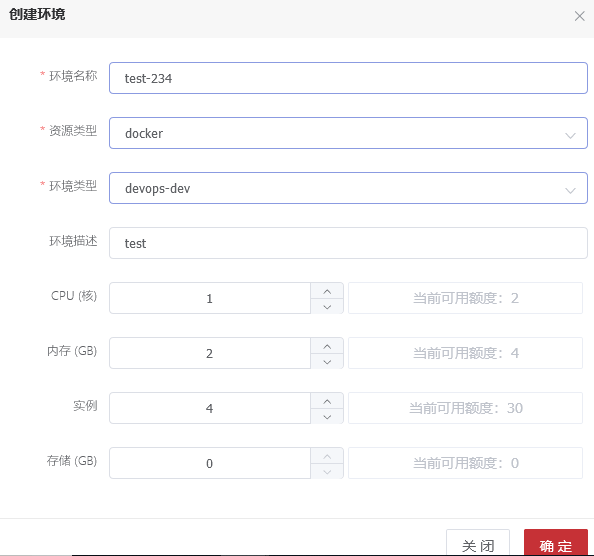 创建环境
* 环境名称 test-234
* 资源类型 docker
* 环境类型 devops-dev
环境描述 test
CPU (核) 1 当前可用额度：2
内存 (GB) 2 当前可用额度：4
实例 4 当前可用额度：30
存储 (GB) 0 当前可用额度：0
关 闭 确 定